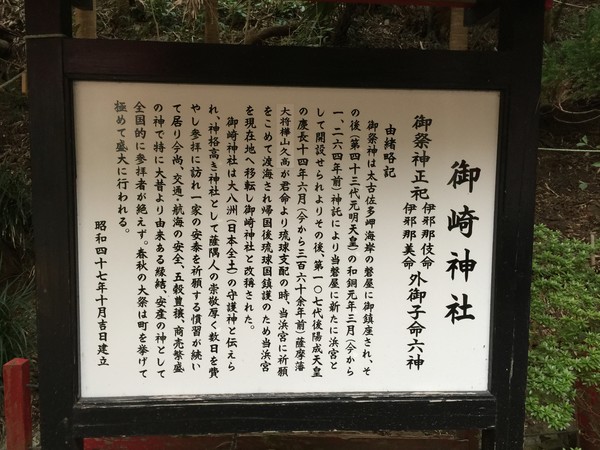 御崎神社
御祭神正祀 伊邪那伎命 伊邪那美命 外御子命六神
由緒略記
御祭神は太古佐多岬海岸の磐屋に御鎮座され、そ
の後（第四十三代元明天皇）の和銅元年三月（今から
一、二六四年前）神託により当磐屋に新たに浜宮と
して開設せられよりその後、第一〇七代後陽成天皇
の慶長十四年六月（今から三百六十余年前）薩摩藩
大将樺山久高が君命より琉球支配の時、当浜宮に祈願
をこめて渡海され帰国後琉球国鎮護のため当浜宮
を現在地へ移転し御崎神社と改稱された。
御崎神社は大八洲（日本全土）の守護神と伝えら
れ、神格高き神社として薩隅人の崇敬厚く数日を費
やし参拝に訪れ一家の安泰を祈願する慣習が続い
て居り今尚 交通・航海の安全、五穀豊穣、商売繁盛
の神で特に大昔より由来ある縁結、安産の神として
全国的に参拝者が絶えず。春秋の大祭は町を挙げて
極めて盛大に行われる。
昭和四十七年十月吉日建立